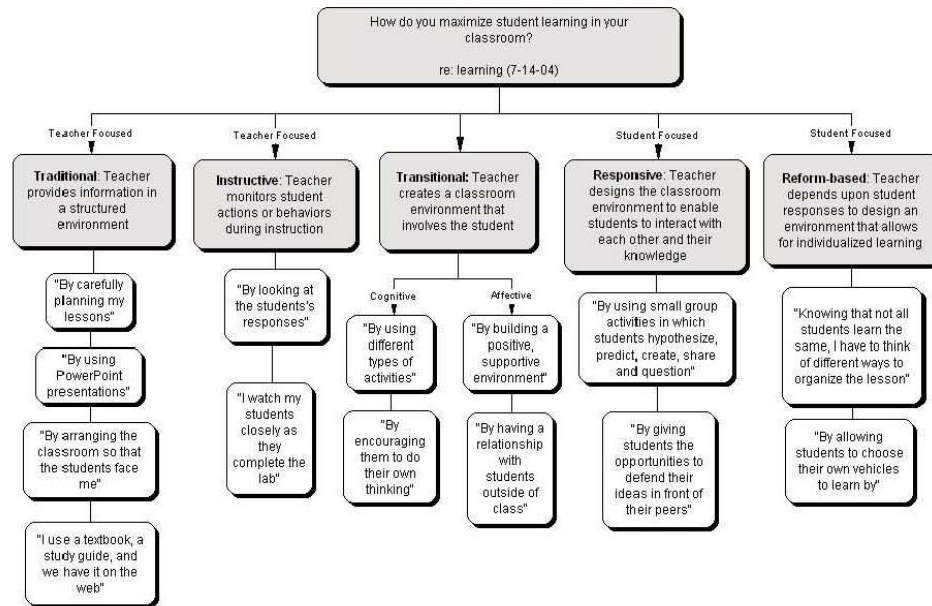 How do you maximize student learning in your
classroom?
re: learning (7-14-04)
Teacher Focused
Teacher Focused
Student Focused
Student Focused
Traditional: Teacher
provides information in
a structured
environment
Instructive: Teacher
monitors student
actions or behaviors
during instruction
Transitional: Teacher
creates a classroom
environment that
involves the student
Responsive: Teacher
designs the classroom
environment to enable
students to interact with
each other and their
knowledge
Reform-based: Teacher
depends upon student
responses to design an
environment that allows
for individualized learning
"By carefully
planning my
lessons"
"By using
PowerPoint
presentations"
"By arranging the
classroom so that
the students face
me"
"I use a textbook, a
study guide, and
we have it on the
web"
"By looking at
the students's
responses"
"I watch my
students
closely as
they
complete the
lab"
Cognitive
Affective
"By using
different
types of
activities"
"By
encouraging
them to do
their own
thinking"
"By building a
positive,
supportive
environment"
"By having a
relationship
with
students
outside of
class"
"By using small group
activities in which
students hypothesize,
predict, create, share
and question"
"By giving
students the
opportunities to
defend their
ideas in front of
their peers"
"Knowing that not all
students learn the
same, I have to think
of different ways to
organize the lesson"
"By allowing
students to choose
their own vehicles
to learn by"